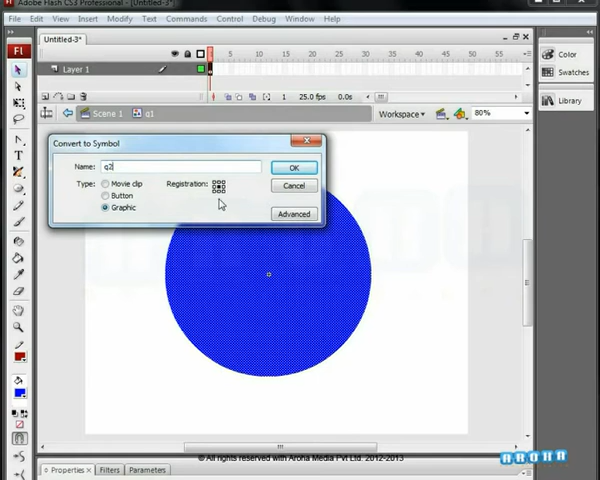 Adobe Flash CS3 Professional - [Untitled-3*]
File Edit View Insert Modify Text Commands Control Debug Window Help
Untitled-3*
5 10 15 20 25 30 35 40 45 50 55 60
Layer 1
1 25.0 fps 0.0s
Scene 1 q1 Workspace 80%
Color
Swatches
Library
Convert to Symbol
Name: q2 OK
Type: Movie clip Registration: Cancel
Button
Graphic Advanced
© All rights reserved with Aroha Media Pvt Ltd. 2012-2013
AROHA
Properties Filters Parameters